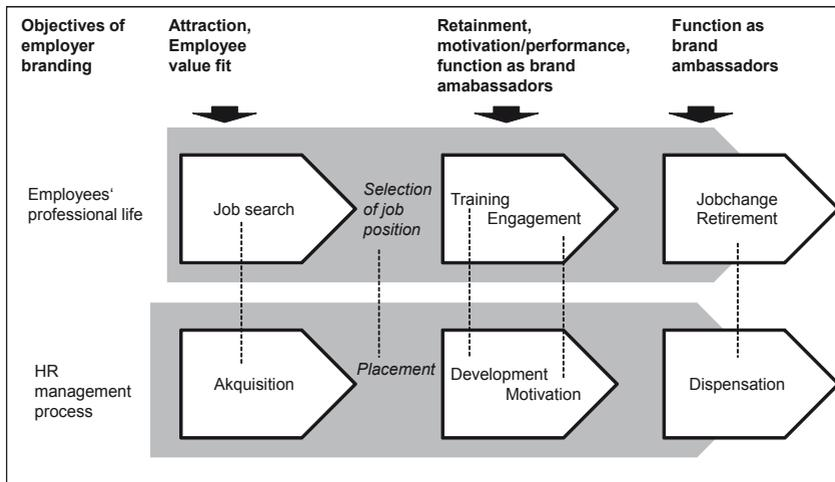 Objectives of
employer
branding
Attraction,
Employee
value fit
Retainment,
motivation/performance,
function as brand
amabassadors
Function as
brand
ambassadors
Employees‘
professional life
Job search
Selection
of job
position
Training
Engagement
Jobchange
Retirement
HR
management
process
Akquisition
Placement
Development
Motivation
Dispensation